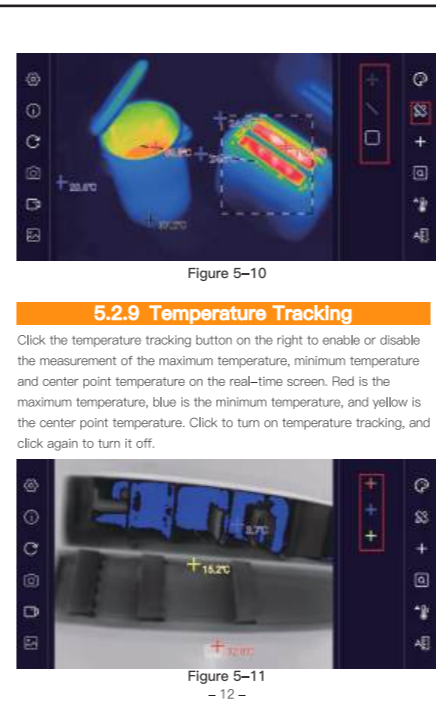 Figure 5–10
5.2.9 Temperature Tracking
Click the temperature tracking button on the right to enable or disable
the measurement of the maximum temperature, minimum temperature
and center point temperature on the real–time screen. Red is the
maximum temperature, blue is the minimum temperature, and yellow is
the center point temperature. Click to turn on temperature tracking, and
click again to turn it off.
15.2℃
Figure 5–11
– 12 –